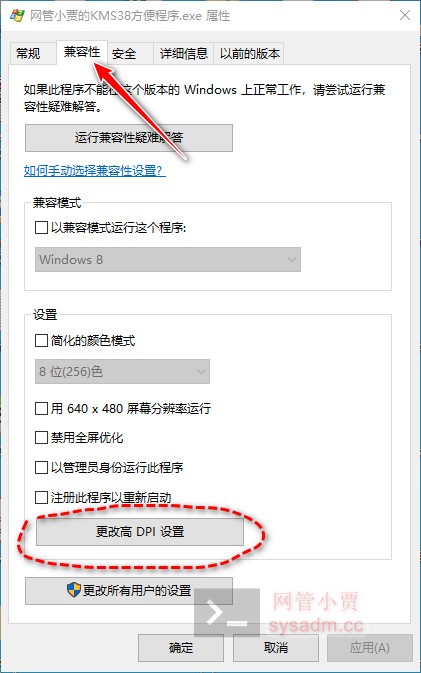 网管小贾的KMS38方便程序.exe 属性
常规 兼容性 安全 详细信息 以前的版本
如果此程序不能在这个版本的 Windows 上正常工作，请尝试运行兼
容性疑难解答。
运行兼容性疑难解答
如何手动选择兼容性设置?
兼容模式
以兼容模式运行这个程序:
Windows 8
设置
简化的颜色模式
8 位(256)色
用 640 x 480 屏幕分辨率运行
禁用全屏优化
以管理员身份运行此程序
注册此程序以重新启动
更改高 DPI 设置
更改所有用户的设置
网管小贾
sysadm.cc
确定 取消 应用(A)